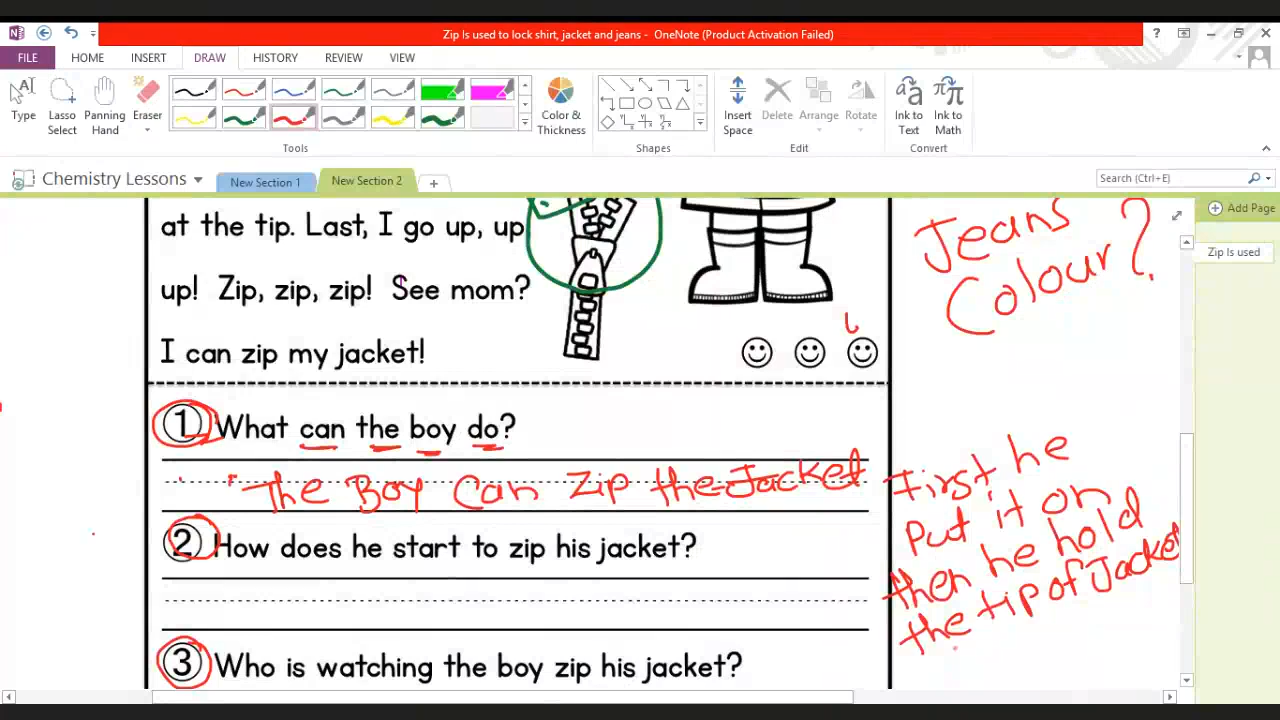 Zip Is used to lock shirt, jacket and jeans - OneNote (Product Activation Failed)
FILE HOME INSERT DRAW HISTORY REVIEW VIEW
Type
Lasso Select
Panning Hand
Eraser
Color & Thickness
Insert Space
Delete
Arrange
Rotate
Ink to Text
Ink to Math
Tools
Shapes
Edit
Convert
Chemistry Lessons
New Section 1
New Section 2
Search (Ctrl+E)
Add Page
Zip Is used
at the tip. Last, I go up, up
up! Zip, zip, zip! See mom?
I can zip my jacket!
Jeans
Colour?
1 What can the boy do?
The Boy Can Zip the Jacket
2 How does he start to zip his jacket?
First he
Put it on
then he hold
the tip of Jacket
the
3 Who is watching the boy zip his jacket?